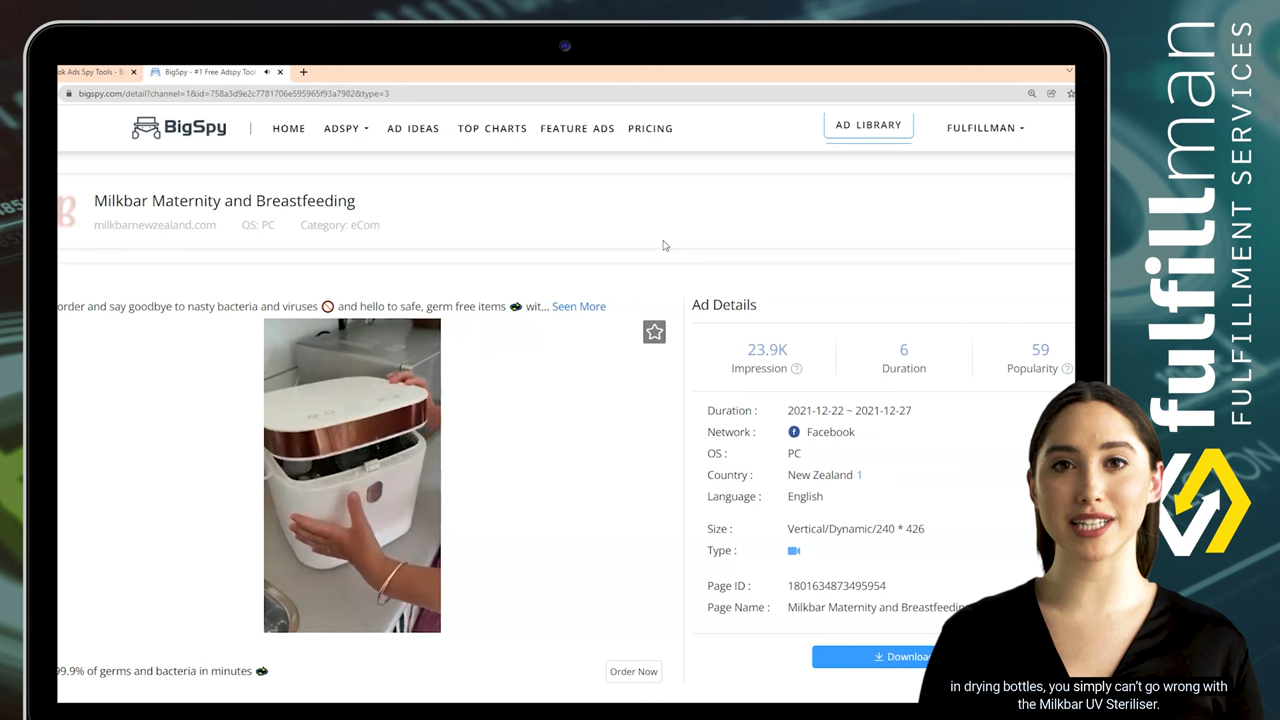 ok Ads Spy Tools - B
BigSpy - #1 Free Adspy Tool
bigspy.com/detail?channel=1&id=758a3d9e2c7781706e595965f93a7982&type=3
BigSpy
HOME
ADSPY
AD IDEAS
TOP CHARTS
FEATURE ADS
PRICING
AD LIBRARY
FULFILLMAN
Milkbar Maternity and Breastfeeding
milkbarnewzealand.com
OS: PC
Category: eCom
order and say goodbye to nasty bacteria and viruses and hello to safe, germ free items wit... Seen More
99.9% of germs and bacteria in minutes
Order Now
Ad Details
23.9K
Impression
6
Duration
59
Popularity
Duration : 2021-12-22 ~ 2021-12-27
Network : Facebook
OS : PC
Country : New Zealand 1
Language : English
Size : Vertical/Dynamic/240 * 426
Type :
Page ID : 1801634873495954
Page Name : Milkbar Maternity and Breastfeedin
Downloa
fulfillman
FULFILLMENT SERVICES
in drying bottles, you simply can't go wrong with
the Milkbar UV Steriliser.